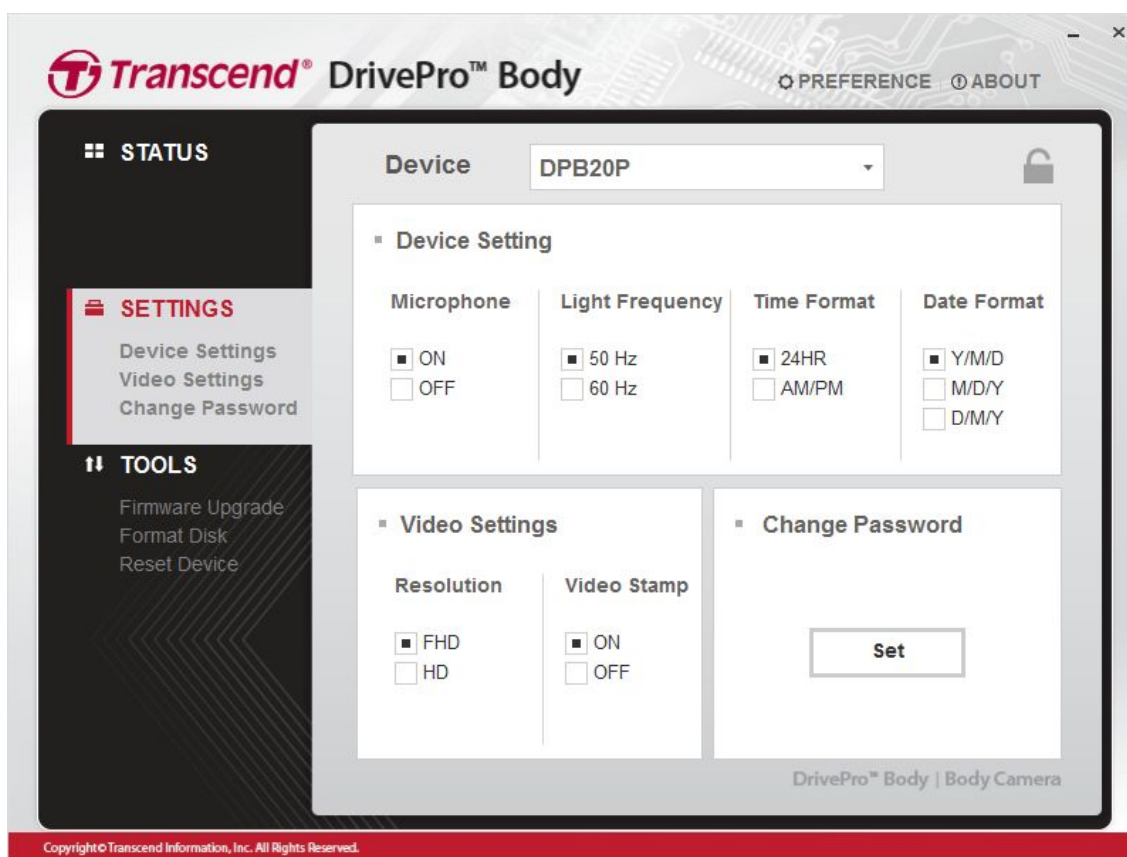 Transcend® DrivePro™ Body
PREFERENCE ABOUT
STATUS
SETTINGS
Device Settings
Video Settings
Change Password
TOOLS
Firmware Upgrade
Format Disk
Reset Device
Device DPB20P
Device Setting
Microphone
ON
OFF
Light Frequency
50 Hz
60 Hz
Time Format
24HR
AM/PM
Date Format
Y/M/D
M/D/Y
D/M/Y
Video Settings
Resolution
FHD
HD
Video Stamp
ON
OFF
Change Password
Set
DrivePro™ Body | Body Camera
Copyright©Transcend Information, Inc. All Rights Reserved.